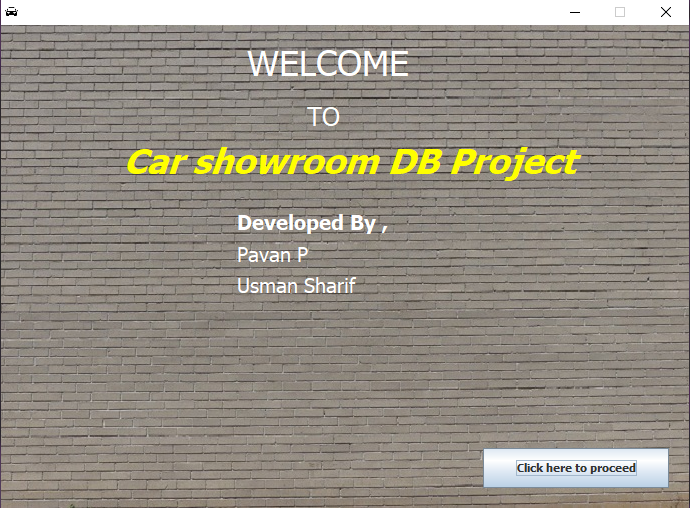 WELCOME
TO
Car showroom DB Project
Developed By ,
Pavan P
Usman Sharif
Click here to proceed